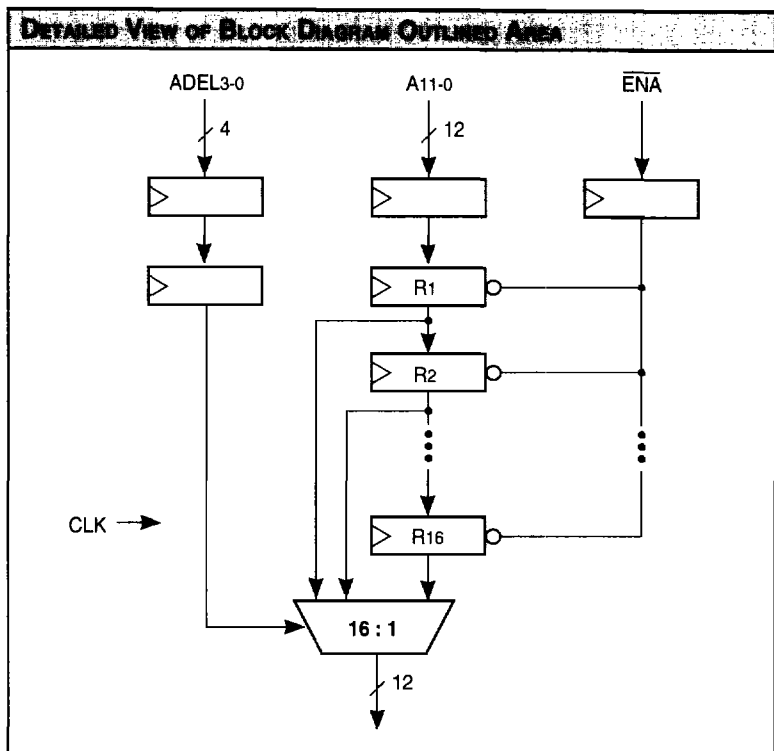 DETAILED VIEW OF BLOCK DIAGRAM OUTLINED AREA
ADEL3-0 A11-0 ENA
4 12
R1
R2
CLK
R16
16 : 1
12